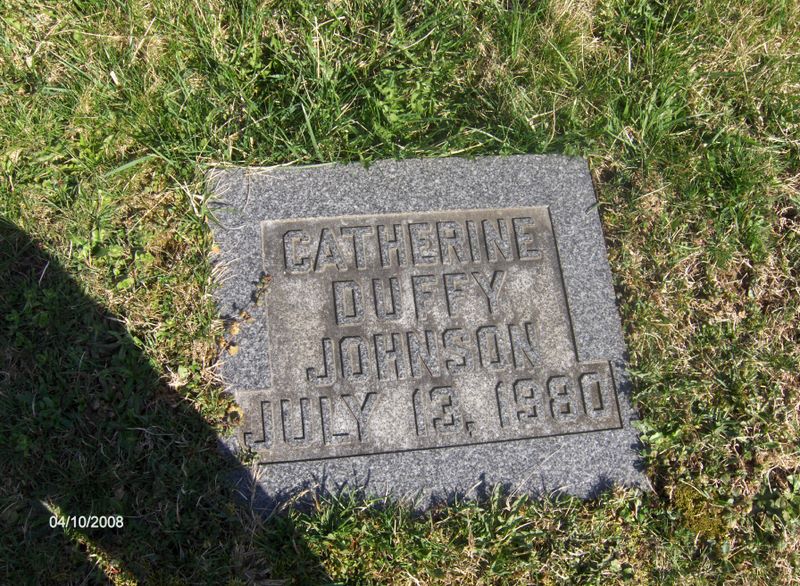 CATHERINE
DUFFY
JOHNSON
JULY 13, 1980
04/10/2008